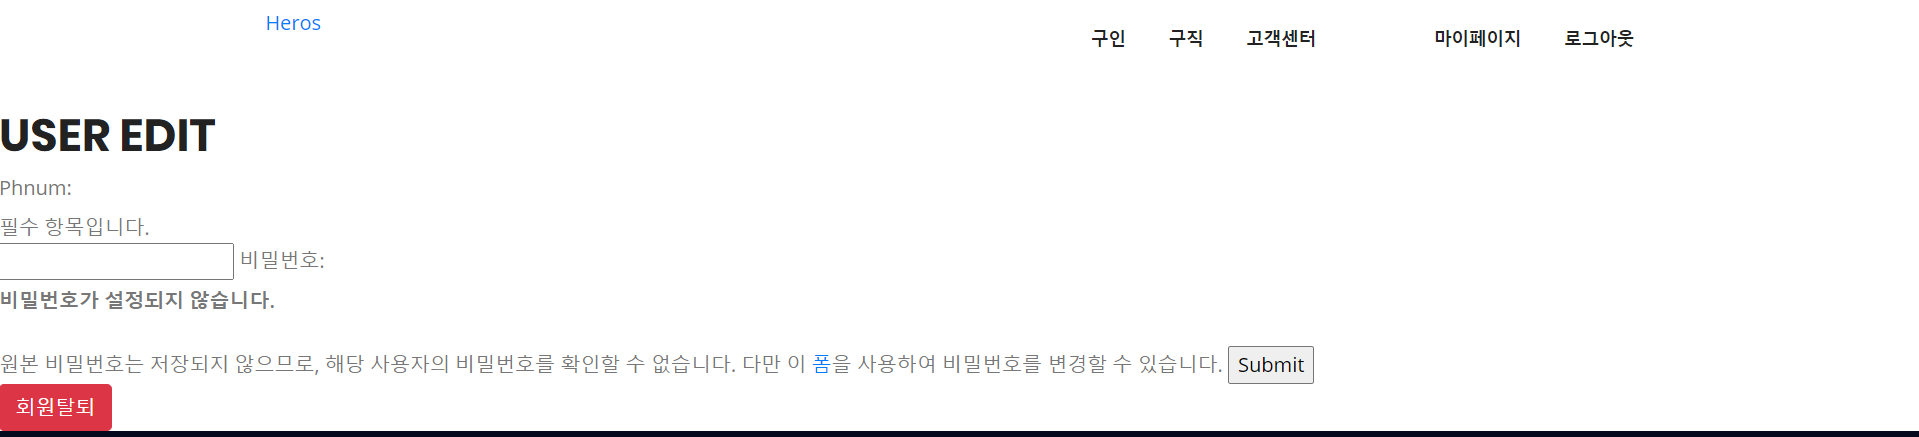 Heros
구인 구직 고객센터 마이페이지 로그아웃
USER EDIT
Phnum:
필수 항목입니다.
비밀번호:
비밀번호가 설정되지 않습니다.
원본 비밀번호는 저장되지 않으므로, 해당 사용자의 비밀번호를 확인할 수 없습니다. 다만 이 폼을 사용하여 비밀번호를 변경할 수 있습니다. Submit
회원탈퇴